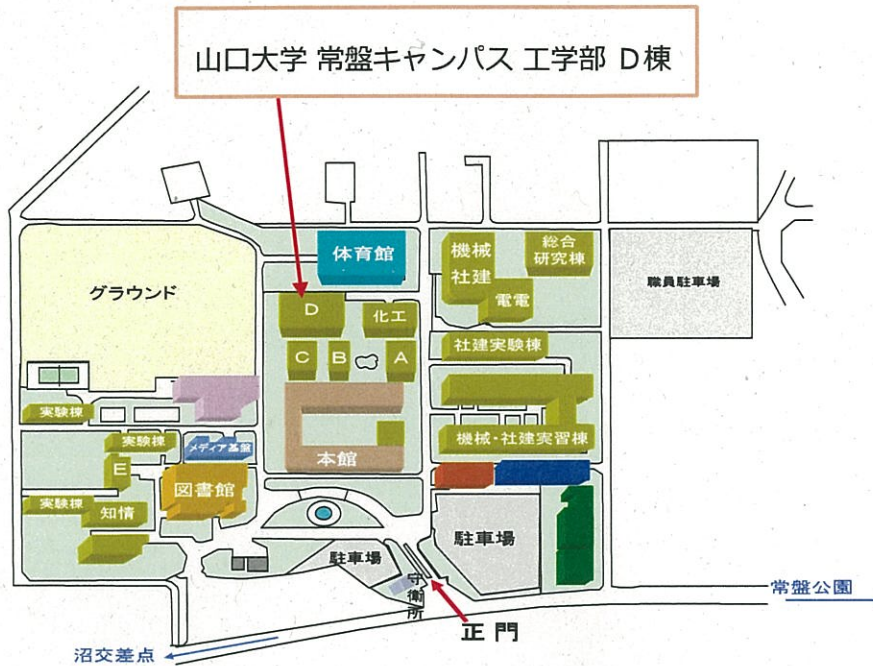 山口大学 常盤キャンパス 工学部 D棟
体育館
機械
社建
総合
研究棟
電電
グラウンド
職員駐車場
D
化工
C
B
A
社建実験棟
実験棟
実験棟
メディア基盤
本館
機械・社建実習棟
E
図書館
実験棟
知情
駐車場
駐車場
守衛所
正門
常盤公園
沼交差点